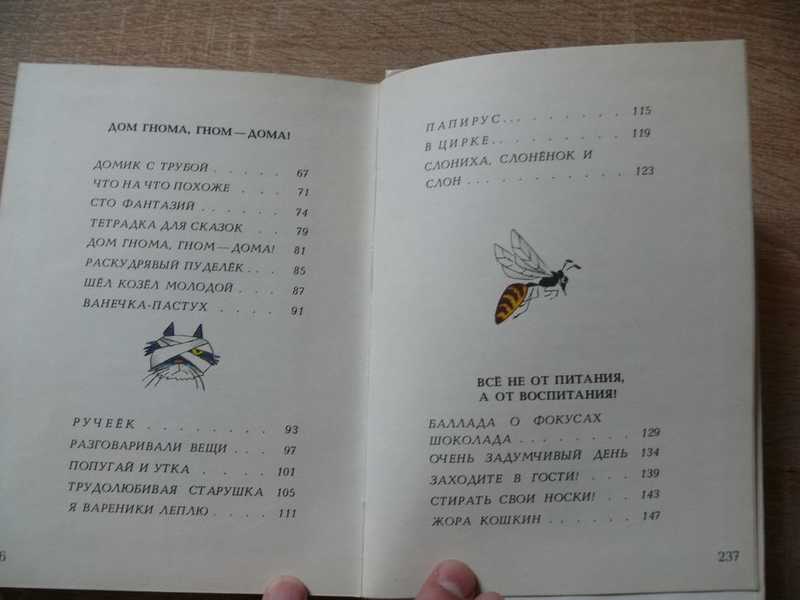 ДОМ ГНОМА, ГНОМ — ДОМА!
ДОМИК С ТРУБОЙ . . . . . 67
ЧТО НА ЧТО ПОХОЖЕ . . . . 71
СТО ФАНТАЗИЙ . . . . . . 74
ТЕТРАДКА ДЛЯ СКАЗОК . . . 79
ДОМ ГНОМА, ГНОМ — ДОМА! 81
РАСКУДРЯВЫЙ ПУДЕЛЁК . . . 85
ШЁЛ КОЗЁЛ МОЛОДОЙ . . . . 87
ВАНЕЧКА-ПАСТУХ . . . . 91
РУЧЕЁК . . . . . . . . 93
РАЗГОВАРИВАЛИ ВЕЩИ . . . 97
ПОПУГАЙ И УТКА . . . . 101
ТРУДОЛЮБИВАЯ СТАРУШКА 105
Я ВАРЕНИКИ ЛЕПЛЮ . . . . 111
6
ПАПИРУС . . . . . . . . 115
В ЦИРКЕ . . . . . . . . 119
СЛОНИХА, СЛОНЁНОК И
СЛОН . . . . . . . . . . 123
ВСЁ НЕ ОТ ПИТАНИЯ,
А ОТ ВОСПИТАНИЯ!
БАЛЛАДА О ФОКУСАХ
ШОКОЛАДА . . . . . . . 129
ОЧЕНЬ ЗАДУМЧИВЫЙ ДЕНЬ 134
ЗАХОДИТЕ В ГОСТИ! . . . 139
СТИРАТЬ СВОИ НОСКИ! . . 143
ЖОРА КОШКИН . . . . . . 147
237